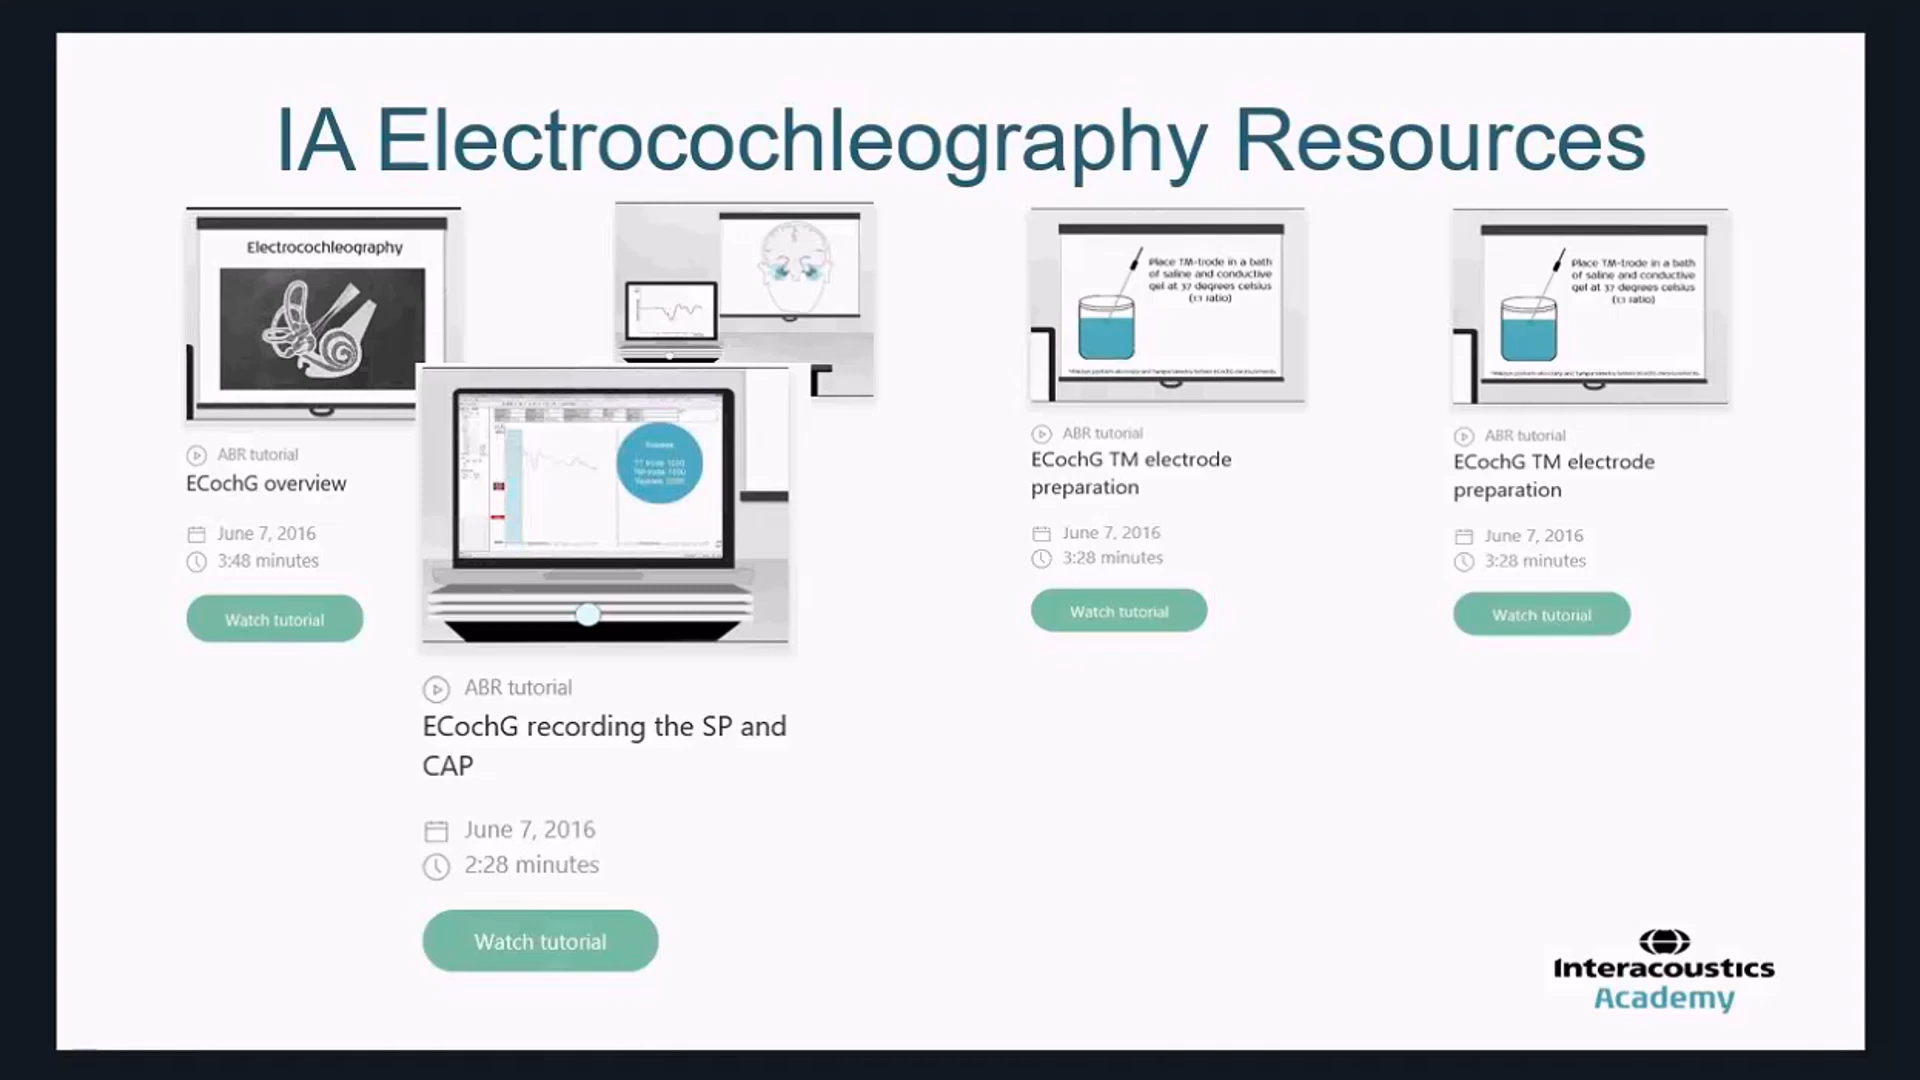 IA Electrocochleography Resources
Electrocochleography
ABR tutorial
ECochG overview
June 7, 2016
3:48 minutes
Watch tutorial
ABR tutorial
ECochG recording the SP and
CAP
June 7, 2016
2:28 minutes
Watch tutorial
Place TM-trode in a bath
of saline and conductive
gel at 37 degrees celsius
(1:1 ratio)
ABR tutorial
ECochG TM electrode
preparation
June 7, 2016
3:28 minutes
Watch tutorial
Place TM-trode in a bath
of saline and conductive
gel at 37 degrees celsius
(1:1 ratio)
ABR tutorial
ECochG TM electrode
preparation
June 7, 2016
3:28 minutes
Watch tutorial
Interacoustics
Academy